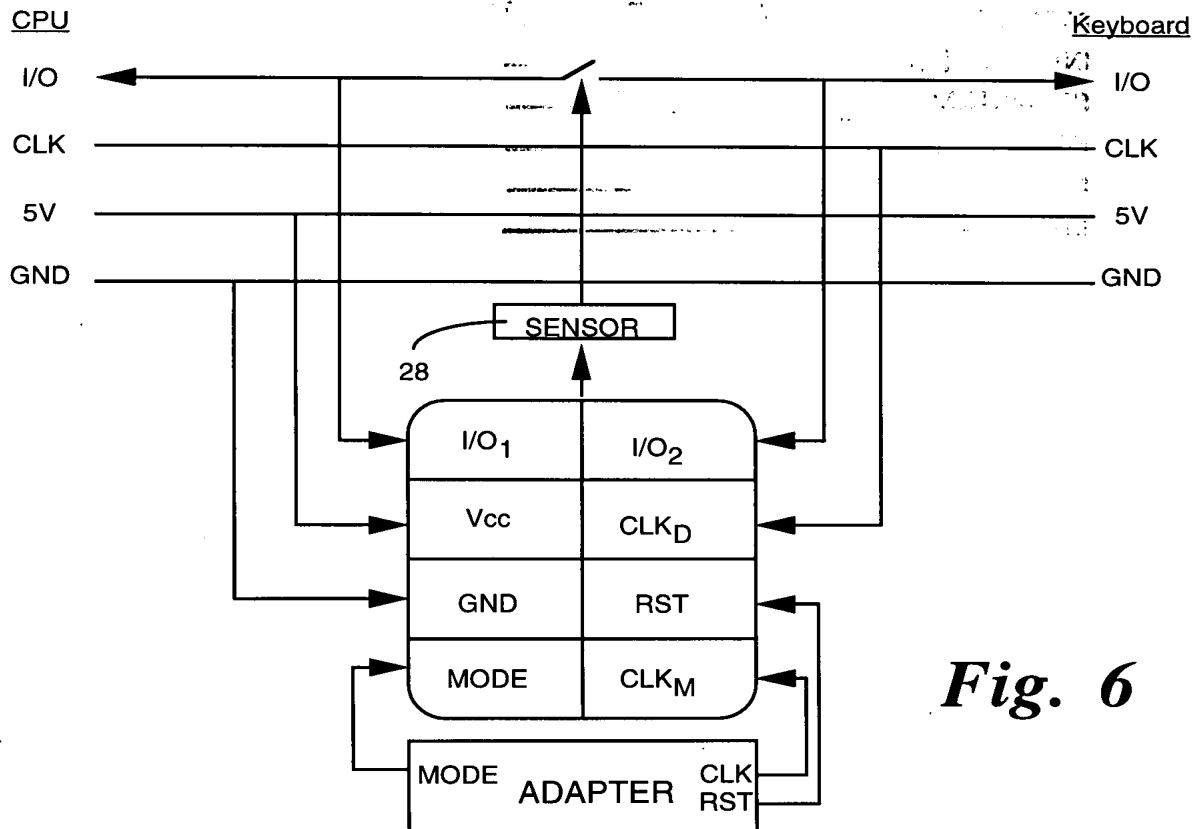 CPU
Keyboard
I/O
I/O
CLK
CLK
5V
5V
GND
GND
SENSOR
28
I/O1
I/O2
Vcc
CLKD
GND
RST
MODE
CLKM
Fig. 6
MODE
ADAPTER
CLK
RST